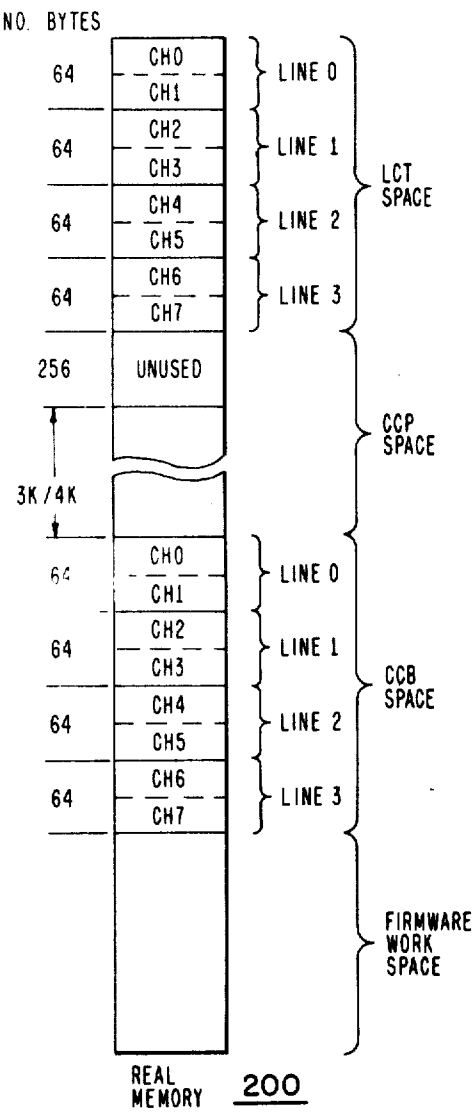 NO. BYTES
64
CH0
CH1
LINE 0
64
CH2
CH3
LINE 1
64
CH4
CH5
LINE 2
64
CH6
CH7
LINE 3
LCT
SPACE
256
UNUSED
3K/4K
CCP
SPACE
64
CH0
CH1
LINE 0
64
CH2
CH3
LINE 1
64
CH4
CH5
LINE 2
64
CH6
CH7
LINE 3
CCB
SPACE
FIRMWARE
WORK
SPACE
REAL
MEMORY
200